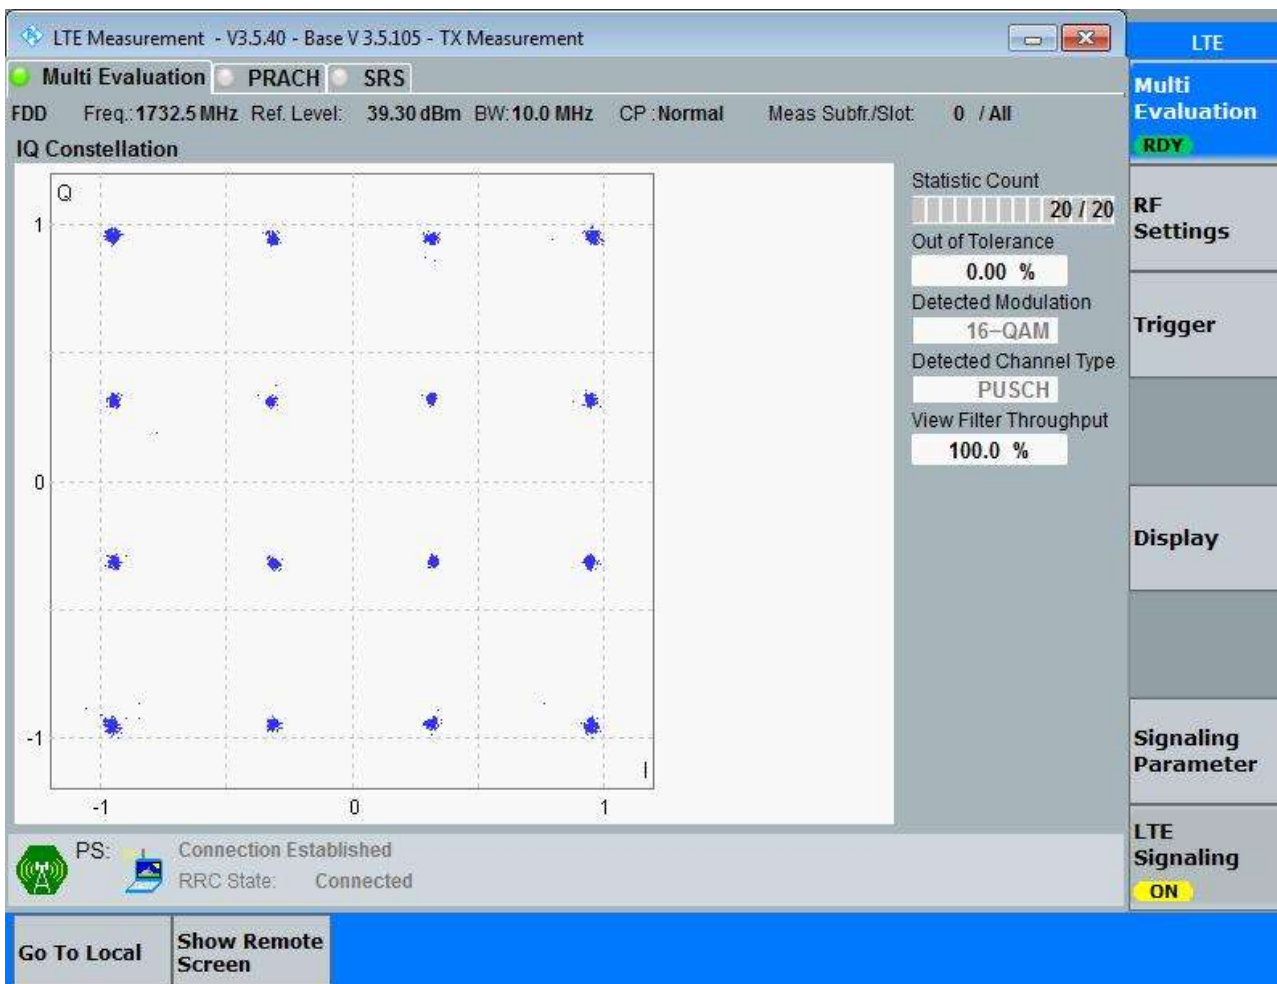 LTE Measurement - V3.5.40 - Base V 3.5.105 - TX Measurement
LTE
Multi Evaluation PRACH SRS
FDD Freq.:1732.5 MHz Ref. Level: 39.30 dBm BW:10.0 MHz CP :Normal Meas Subfr./Slot: 0 / All
IQ Constellation
Q
1
0
-1
I
-1 0 1
Statistic Count
20 / 20
Out of Tolerance
0.00 %
Detected Modulation
16-QAM
Detected Channel Type
PUSCH
View Filter Throughput
100.0 %
Multi
Evaluation
RDY
RF
Settings
Trigger
Display
Signaling
Parameter
LTE
Signaling
ON
PS: Connection Established
RRC State: Connected
Go To Local
Show Remote
Screen